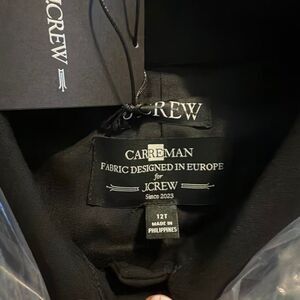 J.CREW
J.CREW
CARREMAN
FABRIC DESIGNED IN EUROPE
for
J.CREW
Since 2023
12T
MADE IN
PHILIPPINES